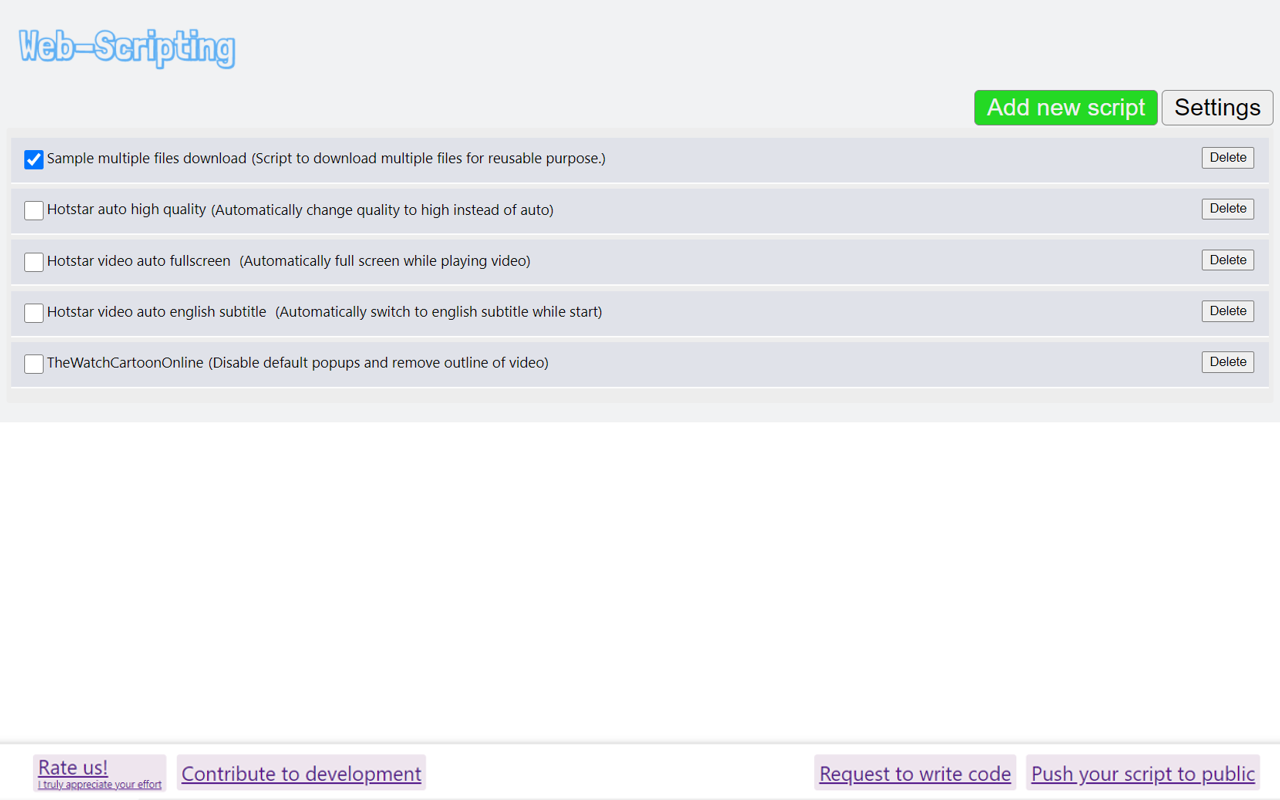 Web-Scripting
Add new script Settings
Sample multiple files download (Script to download multiple files for reusable purpose.) Delete
Hotstar auto high quality (Automatically change quality to high instead of auto) Delete
Hotstar video auto fullscreen (Automatically full screen while playing video) Delete
Hotstar video auto english subtitle (Automatically switch to english subtitle while start) Delete
TheWatchCartoonOnline (Disable default popups and remove outline of video) Delete
Rate us!
I truly appreciate your effort
Contribute to development
Request to write code
Push your script to public